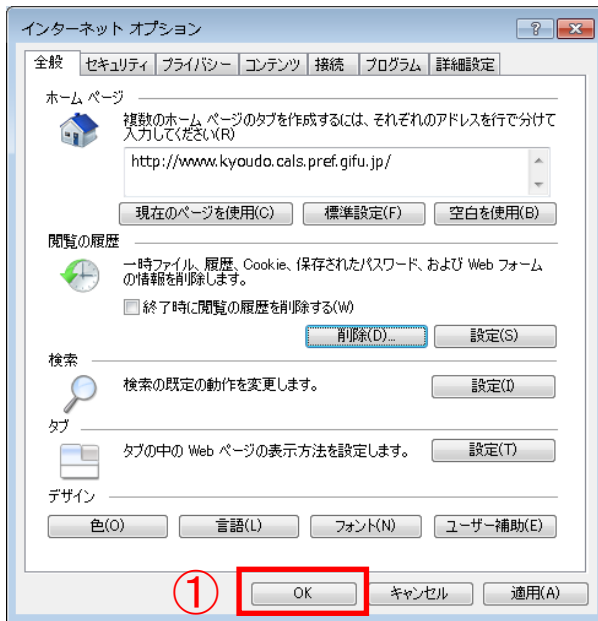 インターネット オプション
全般 セキュリティ プライバシー コンテンツ 接続 プログラム 詳細設定
ホーム ページ
複数のホーム ページのタブを作成するには、それぞれのアドレスを行で分けて
入力してください(R)
http://www.kyoudo.cals.pref.gifu.jp/
現在のページを使用(C) 標準設定(F) 空白を使用(B)
閲覧の履歴
一時ファイル、履歴、Cookie、保存されたパスワード、および Web フォーム
の情報を削除します。
終了時に閲覧の履歴を削除する(W)
削除(D)... 設定(S)
検索
検索の既定の動作を変更します。 設定(I)
タブ
タブの中の Web ページの表示方法を設定します。 設定(T)
デザイン
色(O) 言語(L) フォント(N) ユーザー補助(E)
① OK キャンセル 適用(A)